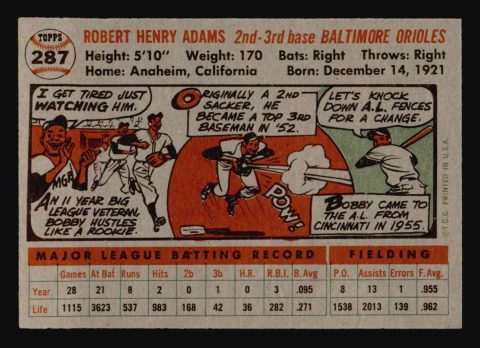 TOPPS
287
ROBERT HENRY ADAMS 2nd-3rd base BALTIMORE ORIOLES
Height: 5'10" Weight: 170 Bats: Right Throws: Right
Home: Anaheim, California Born: December 14, 1921
I GET TIRED JUST
WATCHING HIM.
MGR.
AN 11 YEAR BIG
LEAGUE VETERAN,
BOBBY HUSTLES
LIKE A ROOKIE.
ORIGINALLY A 2ND
SACKER, HE
BECAME A TOP 3RD
BASEMAN IN '52.
POW!
LET'S KNOCK
DOWN A.L. FENCES
FOR A CHANGE.
BOBBY CAME TO
THE A.L. FROM
CINCINNATI IN
1955.
©T.C.G. PRINTED IN U.S.A.
MAJOR LEAGUE BATTING RECORD FIELDING
Games At Bat Runs Hits 2b 3b H.R. R.B.I. B. Avg. P.O. Assists Errors F. Avg.
Year 28 21 8 2 0 1 0 3 .095 8 13 1 .955
Life 1115 3623 537 983 168 42 36 282 .271 1538 2013 139 .962